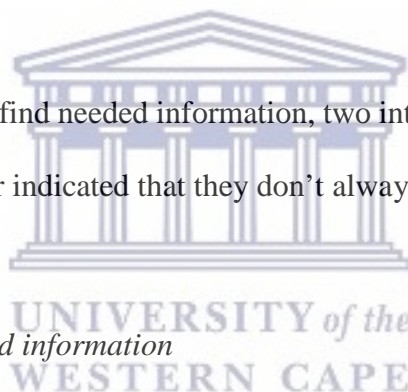 find needed information, two int
r indicated that they don't alway
UNIVERSITY of the
d information
WESTERN CAPE